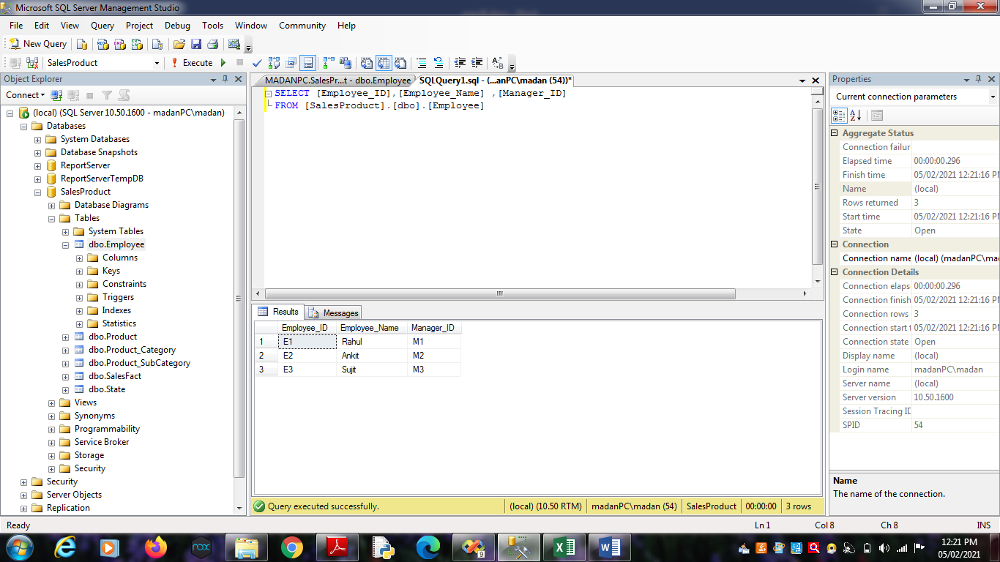 Microsoft SQL Server Management Studio
File Edit View Query Project Debug Tools Window Community Help
New Query
SalesProduct Execute
Object Explorer
Connect
(local) (SQL Server 10.50.1600 - madanPC\madan)
Databases
System Databases
Database Snapshots
ReportServer
ReportServerTempDB
SalesProduct
Database Diagrams
Tables
System Tables
dbo.Employee
Columns
Keys
Constraints
Triggers
Indexes
Statistics
dbo.Product
dbo.Product_Category
dbo.Product_SubCategory
dbo.SalesFact
dbo.State
Views
Synonyms
Programmability
Service Broker
Storage
Security
Security
Server Objects
Replication
MADANPC.SalesPr...t - dbo.Employee SQLQuery1.sql - (...anPC\madan (54))*
SELECT [Employee_ID],[Employee_Name] ,[Manager_ID]
FROM [SalesProduct].[dbo].[Employee]
Results Messages
Employee_ID Employee_Name Manager_ID
1 E1 Rahul M1
2 E2 Ankit M2
3 E3 Sujit M3
Query executed successfully. (local) (10.50 RTM) madanPC\madan (54) SalesProduct 00:00:00 3 rows
Properties
Current connection parameters
Aggregate Status
Connection failur
Elapsed time 00:00:00.296
Finish time 05/02/2021 12:21:16 PM
Name (local)
Rows returned 3
Start time 05/02/2021 12:21:16 PM
State Open
Connection
Connection name (local) (madanPC\ma
Connection Details
Connection elaps 00:00:00.296
Connection finish 05/02/2021 12:21:16 PM
Connection rows 3
Connection start t 05/02/2021 12:21:16 PM
Connection state Open
Display name (local)
Login name madanPC\madan
Server name (local)
Server version 10.50.1600
Session Tracing ID
SPID 54
Name
The name of the connection.
Ready Ln 1 Col 8 Ch 8 INS
nox
9
12:21 PM
05/02/2021